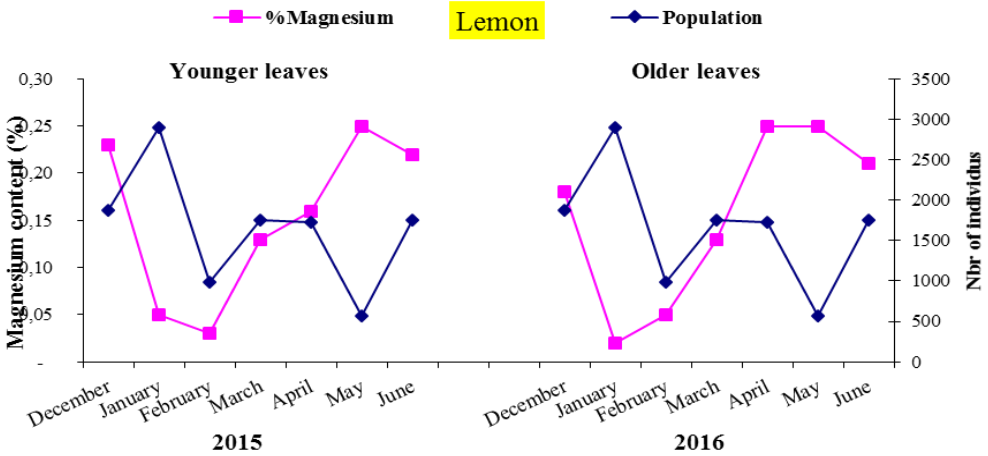 %Magnesium
Lemon
Population
Younger leaves
Older leaves
Magnesium content (%)
0,30
0,25
0,20
0,15
0,10
0,05
-
3500
3000
2500
2000
1500
1000
500
0
Nbr of individus
December January February March April May June
December January February March April May June
2015
2016